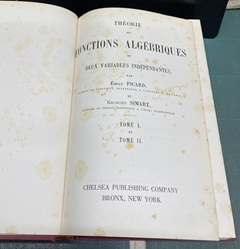 THÉORIE
DES
FONCTIONS ALGÉBRIQUES
DE
DEUX VARIABLES INDÉPENDANTES,
PAR
ÉMILE PICARD,
ET
GEORGES SIMART,
TOME I.
ET
TOME II.
CHELSEA PUBLISHING COMPANY
BRONX, NEW YORK